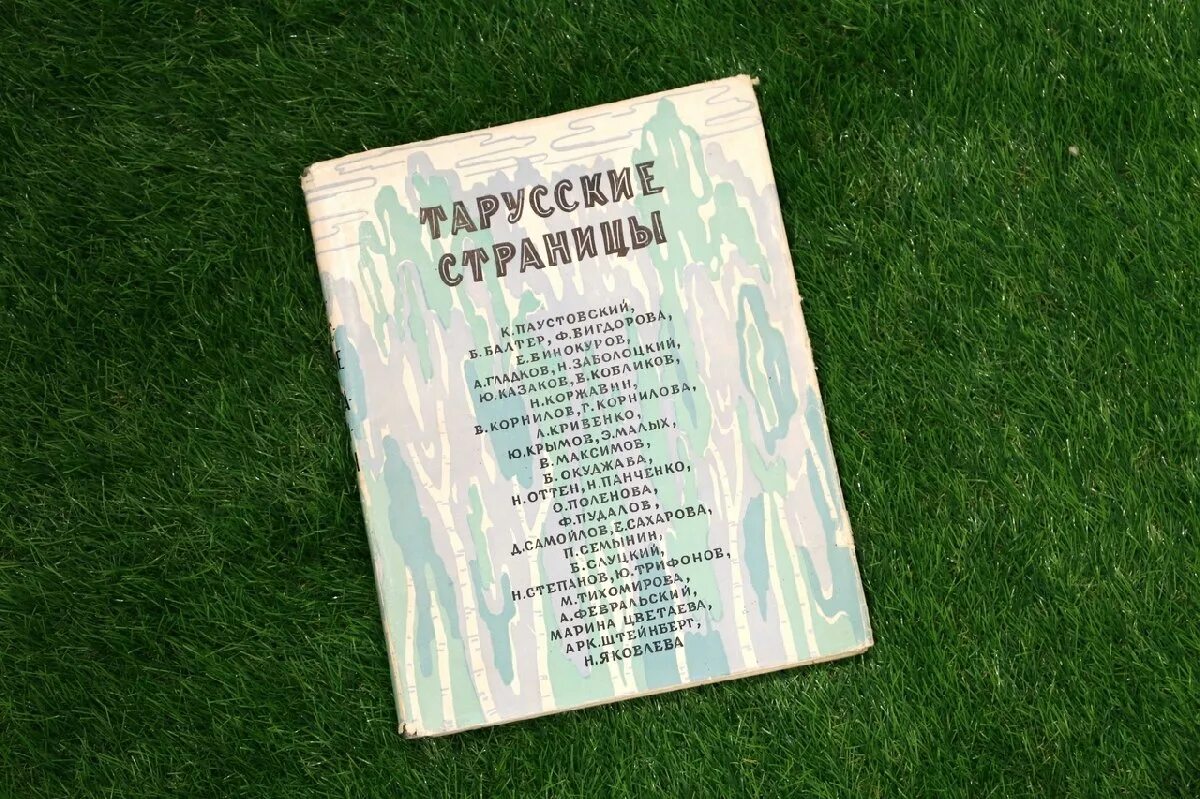 ТАРУССКИЕ
СТРАНИЦЫ
К.ПАУСТОВСКИЙ,
Б.БАЛТЕР, Ф.ВИГДОРОВА,
Е.ВИНОКУРОВ,
А.ГЛАДКОВ, Н.ЗАБОЛОЦКИЙ,
Ю.КАЗАКОВ, В.КОБЛИКОВ,
Н.КОРЖАВИН,
В.КОРНИЛОВ, Г.КОРНИЛОВА,
Л.КРИВЕНКО,
Ю.КРЫМОВ, Э.МАЛЫХ,
В.МАКСИМОВ,
Б.ОКУДЖАВА,
Н.ОТТЕН, Н.ПАНЧЕНКО,
О.ПОЛЕНОВА,
Ф.ПУДАЛОВ,
Д.САМОЙЛОВ, Е.САХАРОВА,
П.СЕМЫНИН,
Б.СЛУЦКИЙ,
Н.СТЕПАНОВ, Ю.ТРИФОНОВ,
М.ТИХОМИРОВА,
А.ФЕВРАЛЬСКИЙ,
МАРИНА ЦВЕТАЕВА,
АРК.ШТЕЙНБЕРГ,
Н.ЯКОВЛЕВА